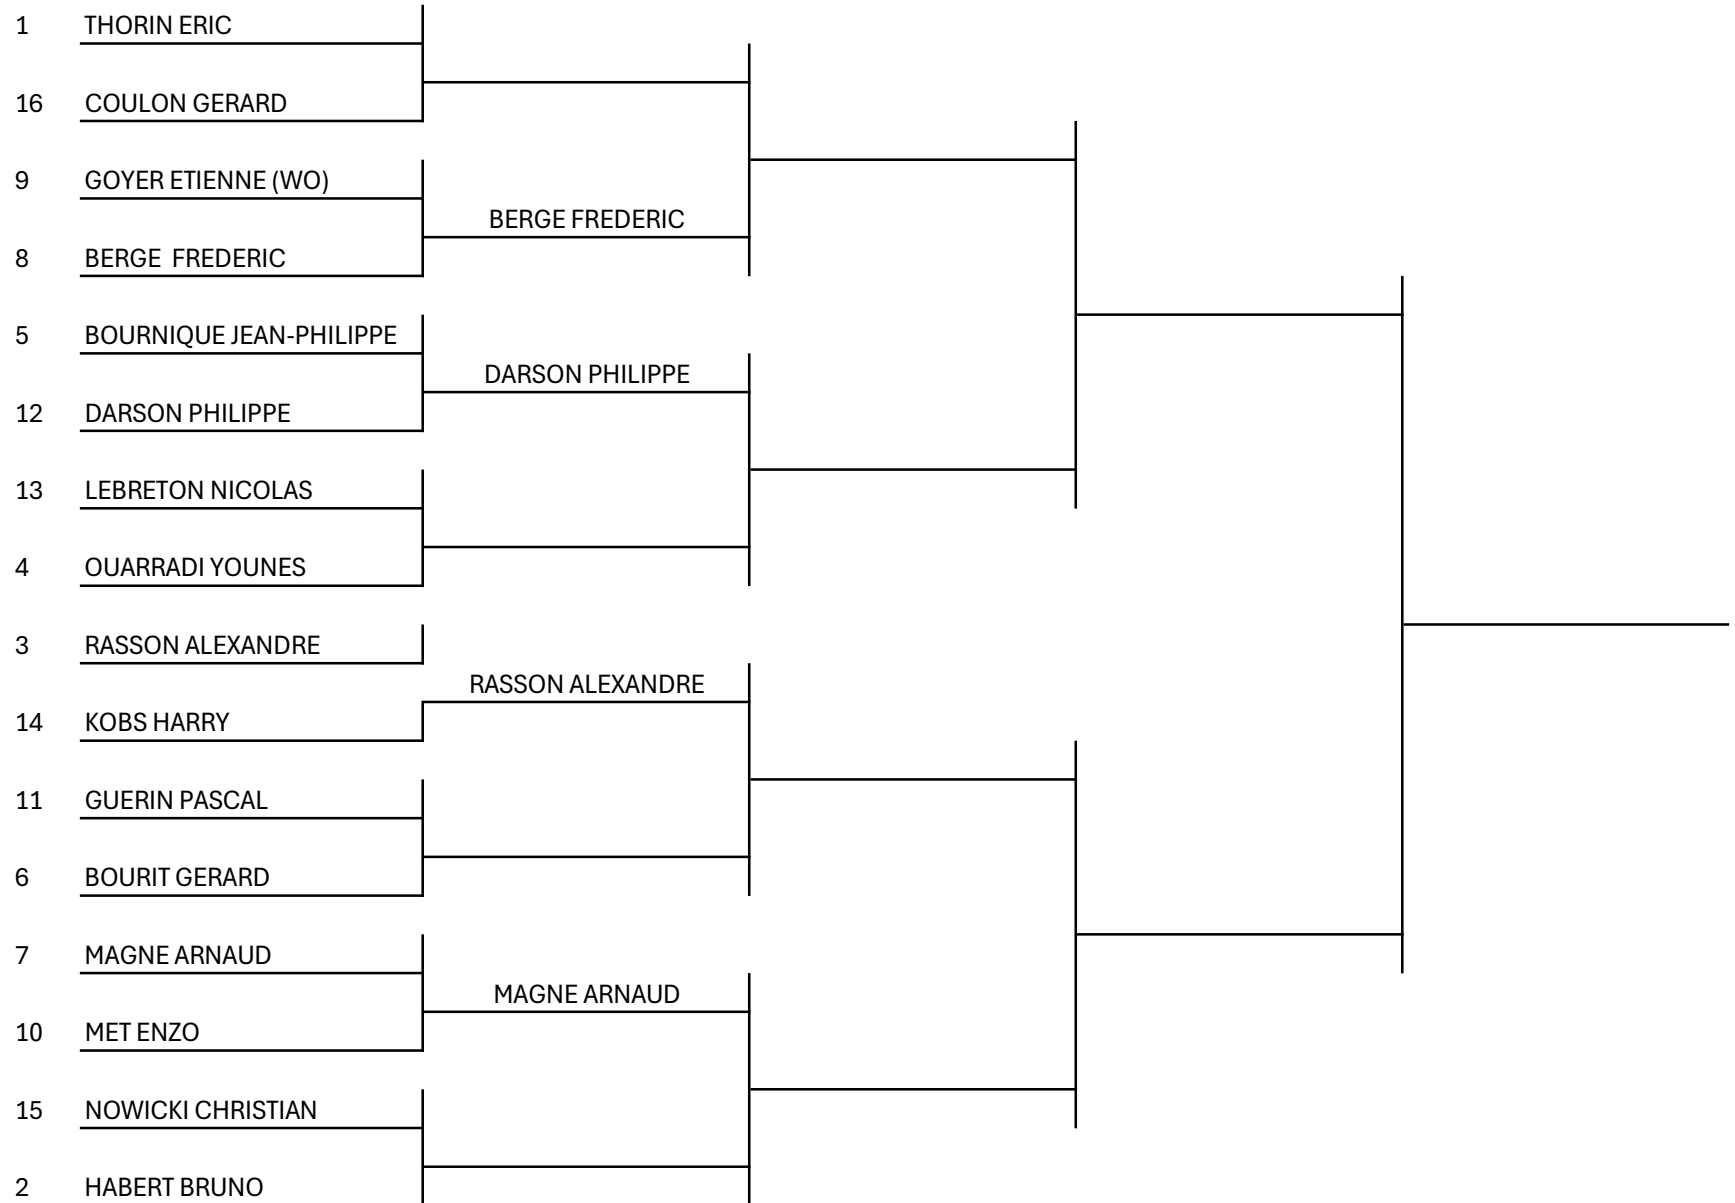 1 THORIN ERIC
16 COULON GERARD
9 GOYER ETIENNE (WO)
BERGE FREDERIC
8 BERGE  FREDERIC
5 BOURNIQUE JEAN-PHILIPPE
DARSON PHILIPPE
12 DARSON PHILIPPE
13 LEBRETON NICOLAS
4 OUARRADI YOUNES
3 RASSON ALEXANDRE
RASSON ALEXANDRE
14 KOBS HARRY
11 GUERIN PASCAL
6 BOURIT GERARD
7 MAGNE ARNAUD
MAGNE ARNAUD
10 MET ENZO
15 NOWICKI CHRISTIAN
2 HABERT BRUNO